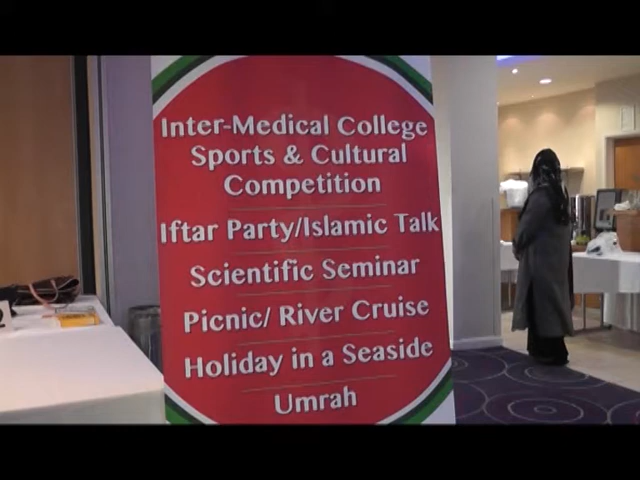 Inter-Medical College
Sports & Cultural
Competition
Iftar Party/Islamic Talk
Scientific Seminar
Picnic/ River Cruise
Holiday in a Seaside
Umrah